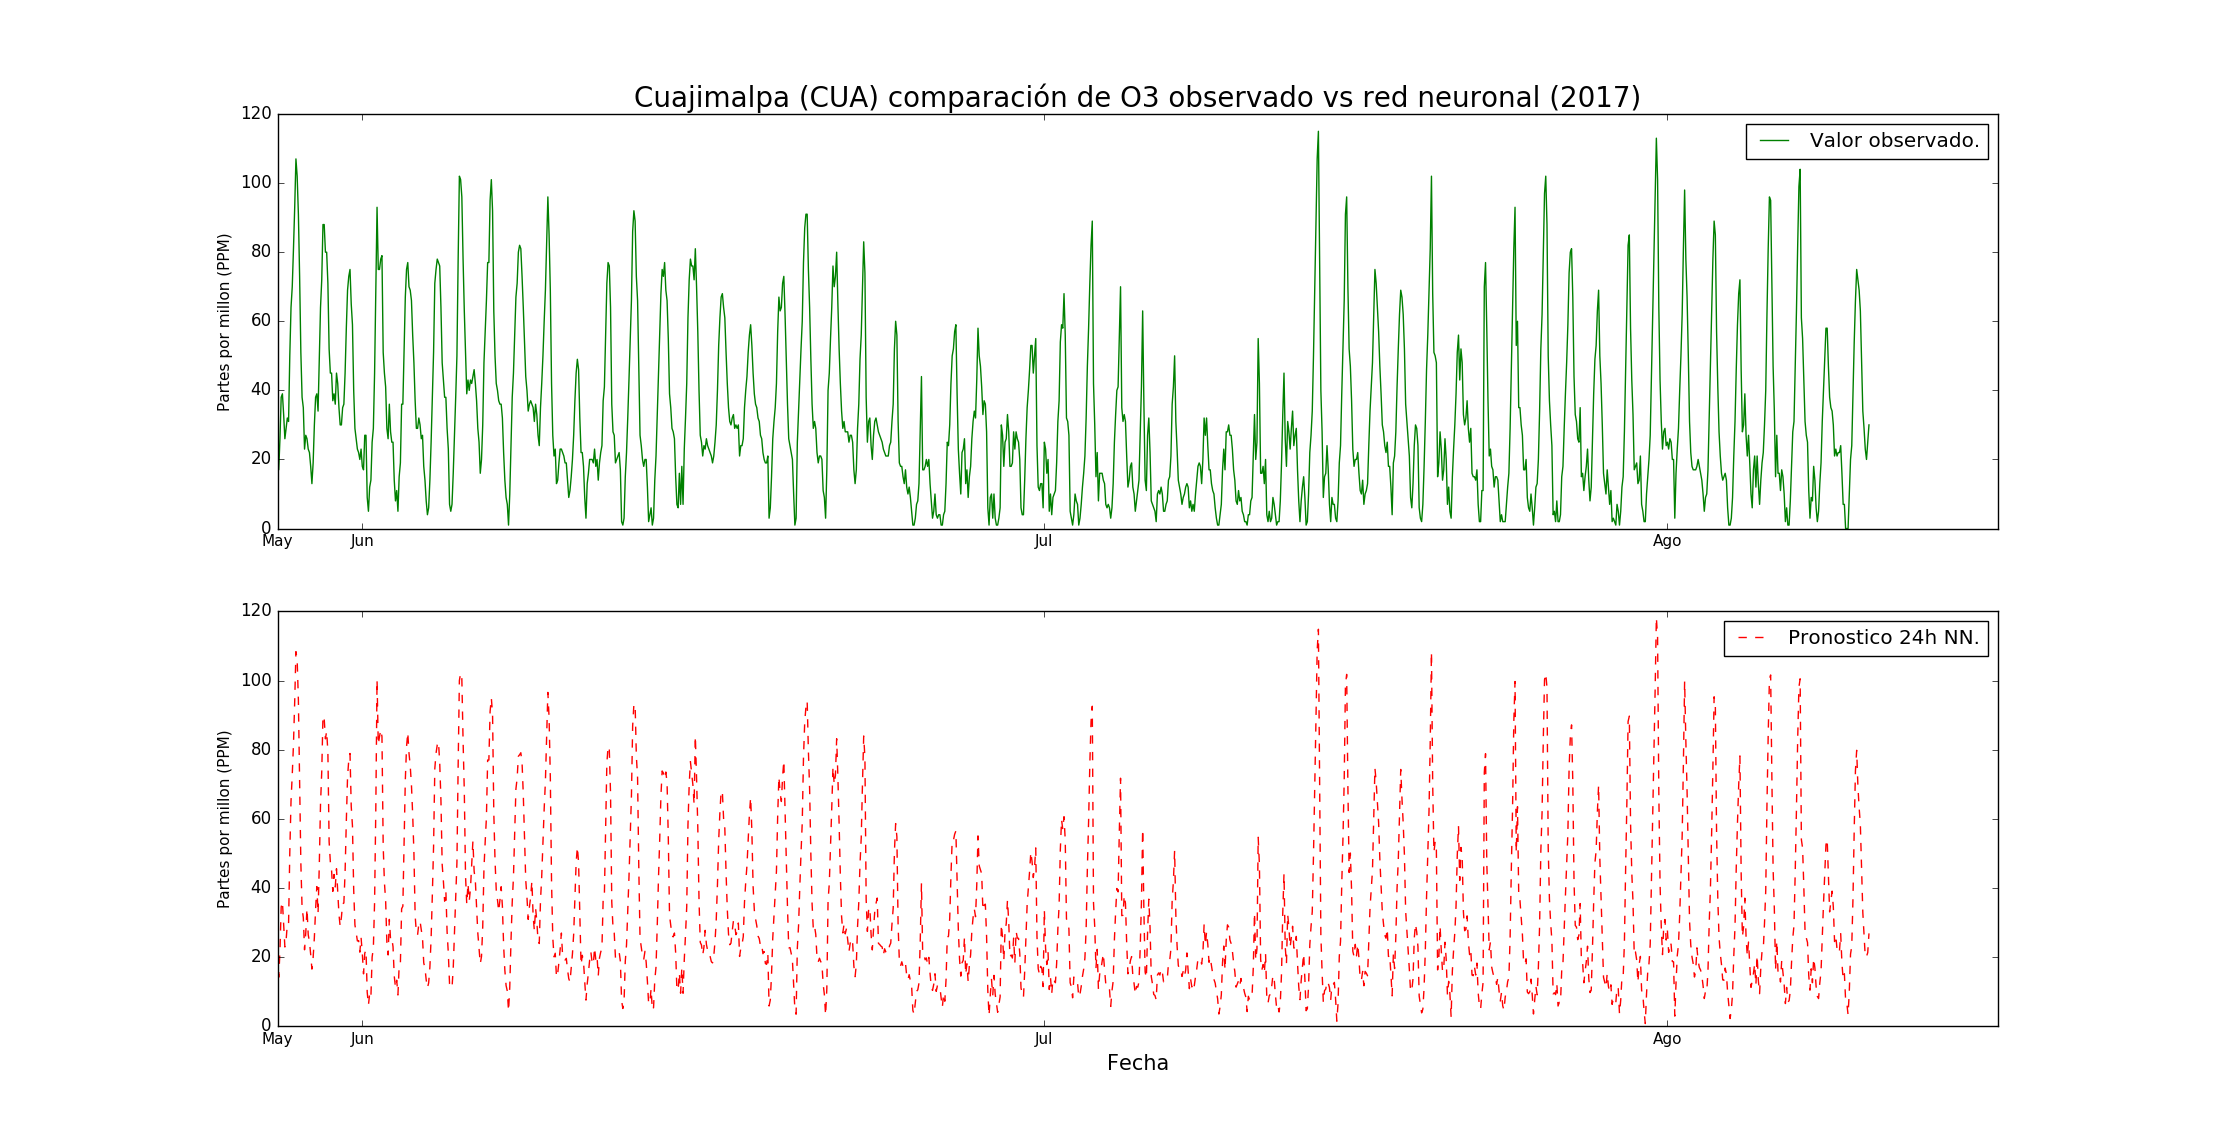 Cuajimalpa (CUA) comparación de O3 observado vs red neuronal (2017)
120
100
80
60
40
20
0
Partes por millon (PPM)
Valor observado.
May Jun Jul Ago
120
100
80
60
40
20
0
Partes por millon (PPM)
Pronostico 24h NN.
May Jun Jul Ago
Fecha